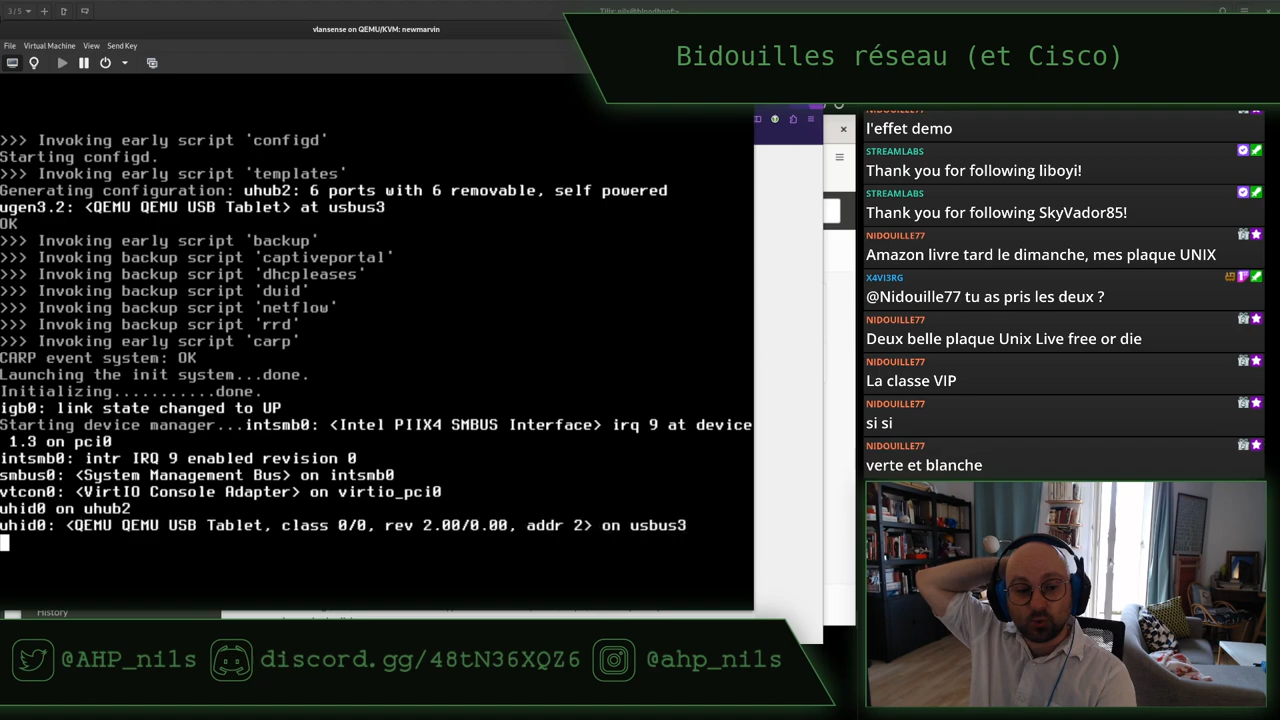 3 / 5
Tilix: nils@bloodhoof:~
vlansense on QEMU/KVM: newmarvin
File Virtual Machine View Send Key
Bidouilles réseau (et Cisco)
>>> Invoking early script 'configd'
Starting configd.
>>> Invoking early script 'templates'
Generating configuration: uhub2: 6 ports with 6 removable, self powered
ugen3.2: <QEMU QEMU USB Tablet> at usbus3
OK
>>> Invoking early script 'backup'
>>> Invoking backup script 'captiveportal'
>>> Invoking backup script 'dhcpleases'
>>> Invoking backup script 'duid'
>>> Invoking backup script 'netflow'
>>> Invoking backup script 'rrd'
>>> Invoking early script 'carp'
CARP event system: OK
Launching the init system...done.
Initializing...........done.
igb0: link state changed to UP
Starting device manager...intsmb0: <Intel PIIX4 SMBUS Interface> irq 9 at device
1.3 on pci0
intsmb0: intr IRQ 9 enabled revision 0
smbus0: <System Management Bus> on intsmb0
vtcon0: <VirtIO Console Adapter> on virtio_pci0
uhid0 on uhub2
uhid0: <QEMU QEMU USB Tablet, class 0/0, rev 2.00/0.00, addr 2> on usbus3
History
NIDOUILLE77
l'effet demo
STREAMLABS
Thank you for following liboyi!
STREAMLABS
Thank you for following SkyVador85!
NIDOUILLE77
Amazon livre tard le dimanche, mes plaque UNIX
X4VI3RG
@Nidouille77 tu as pris les deux ?
NIDOUILLE77
Deux belle plaque Unix Live free or die
NIDOUILLE77
La classe VIP
NIDOUILLE77
si si
NIDOUILLE77
verte et blanche
@AHP_nils discord.gg/48tN36XQZ6 @ahp_nils